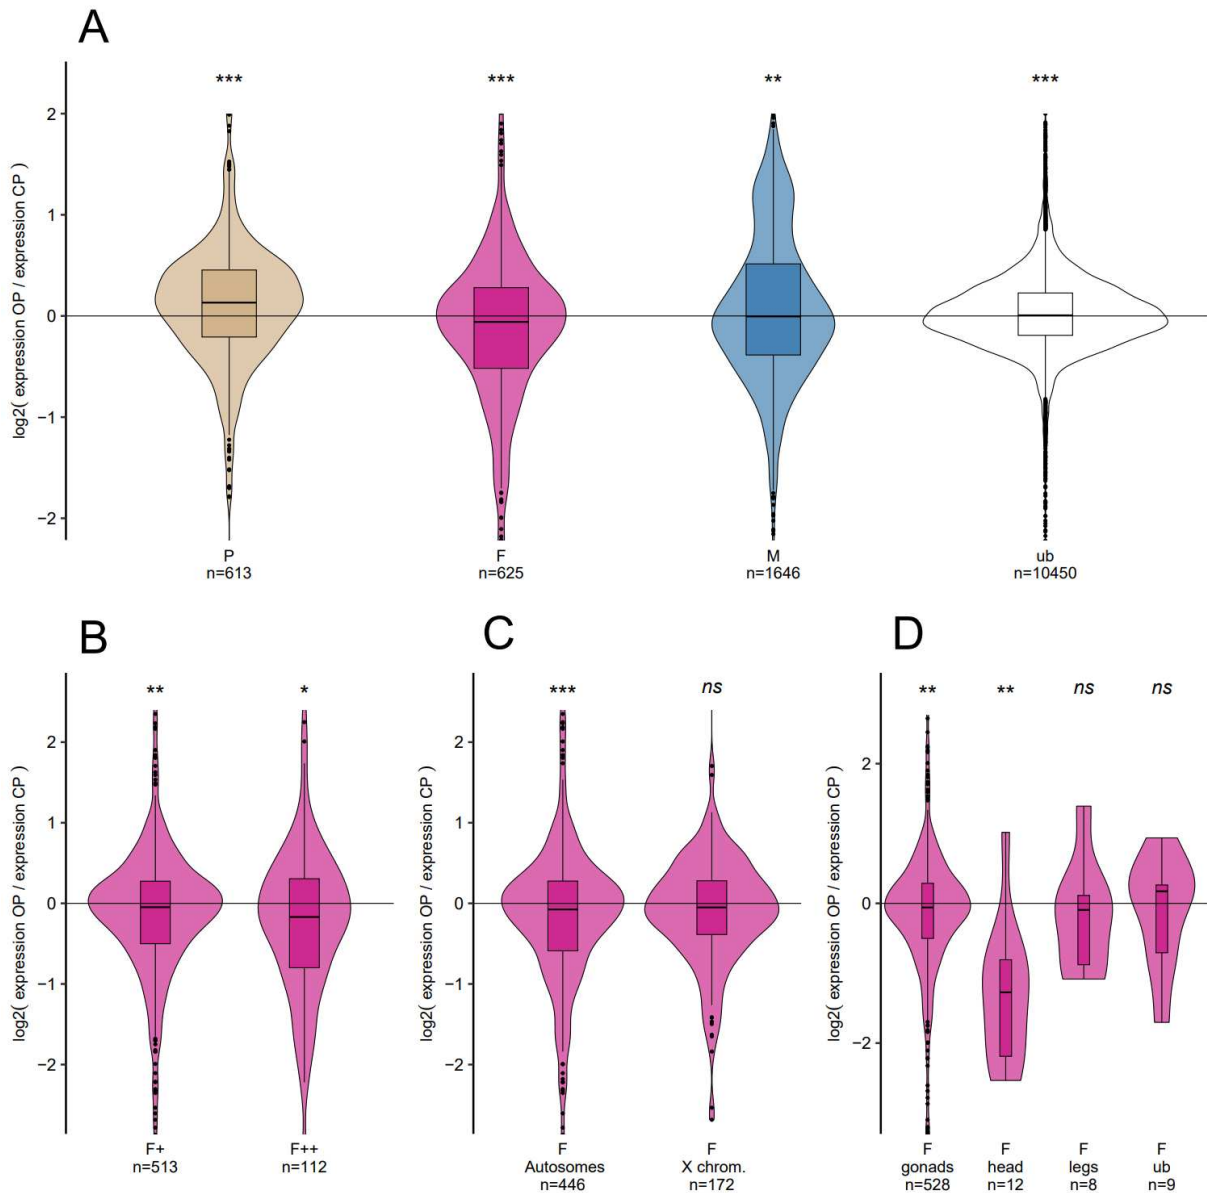 A
*** *** ** ***
log2( expression OP / expression CP )
2
1
0
−1
−2
P F M ub
n=613 n=625 n=1646 n=10450
B
** *
log2( expression OP / expression CP )
2
1
0
−1
−2
F+ F++
n=513 n=112
C
*** ns
log2( expression OP / expression CP )
2
1
0
−1
−2
F F
Autosomes X chrom.
n=446 n=172
D
** ** ns ns
log2( expression OP / expression CP )
2
0
−2
F F F F
gonads head legs ub
n=528 n=12 n=8 n=9